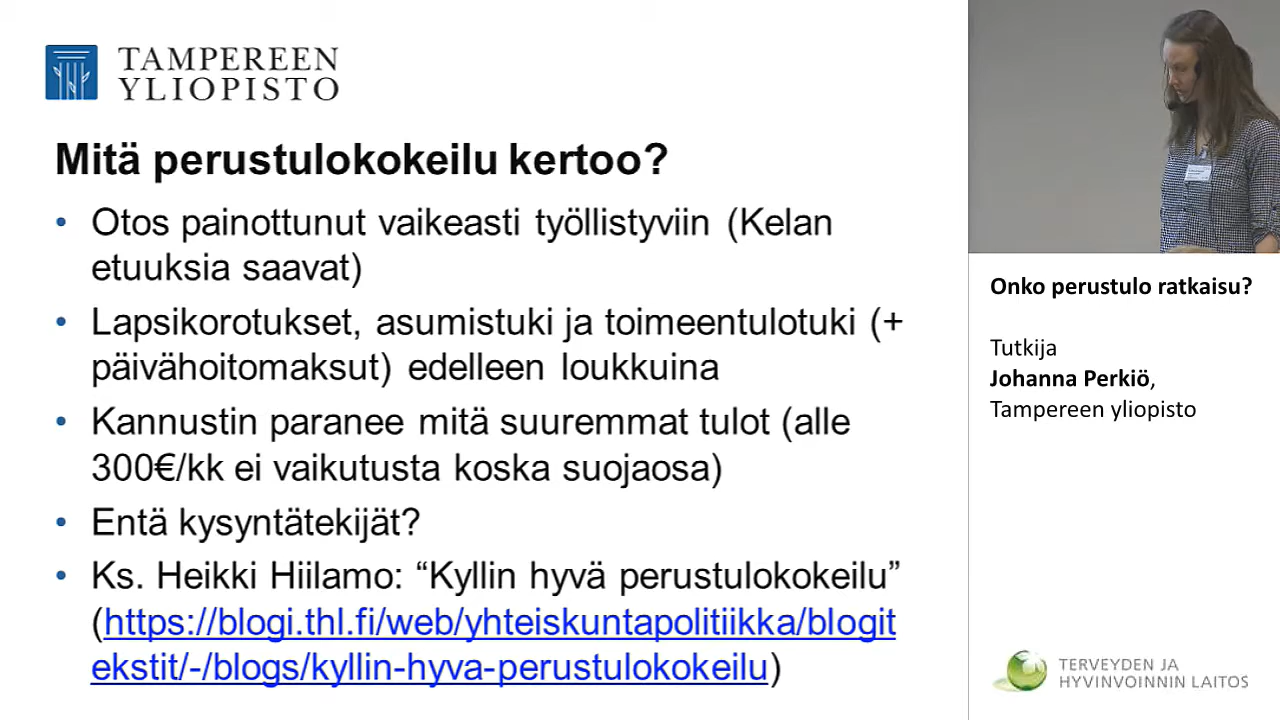 TAMPEREEN
YLIOPISTO
Mitä perustulokokeilu kertoo?
• Otos painottunut vaikeasti työllistyviin (Kelan
etuuksia saavat)
• Lapsikorotukset, asumistuki ja toimeentulotuki (+
päivähoitomaksut) edelleen loukkuina
• Kannustin paranee mitä suuremmat tulot (alle
300€/kk ei vaikutusta koska suojaosa)
• Entä kysyntätekijät?
• Ks. Heikki Hiilamo: “Kyllin hyvä perustulokokeilu”
(https://blogi.thl.fi/web/yhteiskuntapolitiikka/blogit
ekstit/-/blogs/kyllin-hyva-perustulokokeilu)
Onko perustulo ratkaisu?
Tutkija
Johanna Perkiö,
Tampereen yliopisto
TERVEYDEN JA
HYVINVOINNIN LAITOS